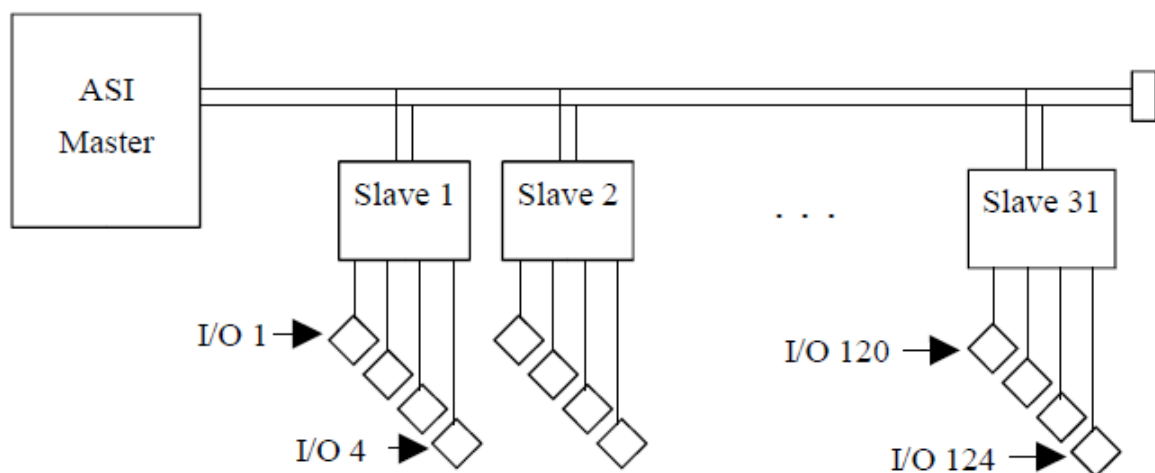 ASI
Master
Slave 1
Slave 2
. . .
Slave 31
I/O 1
I/O 120
I/O 4
I/O 124